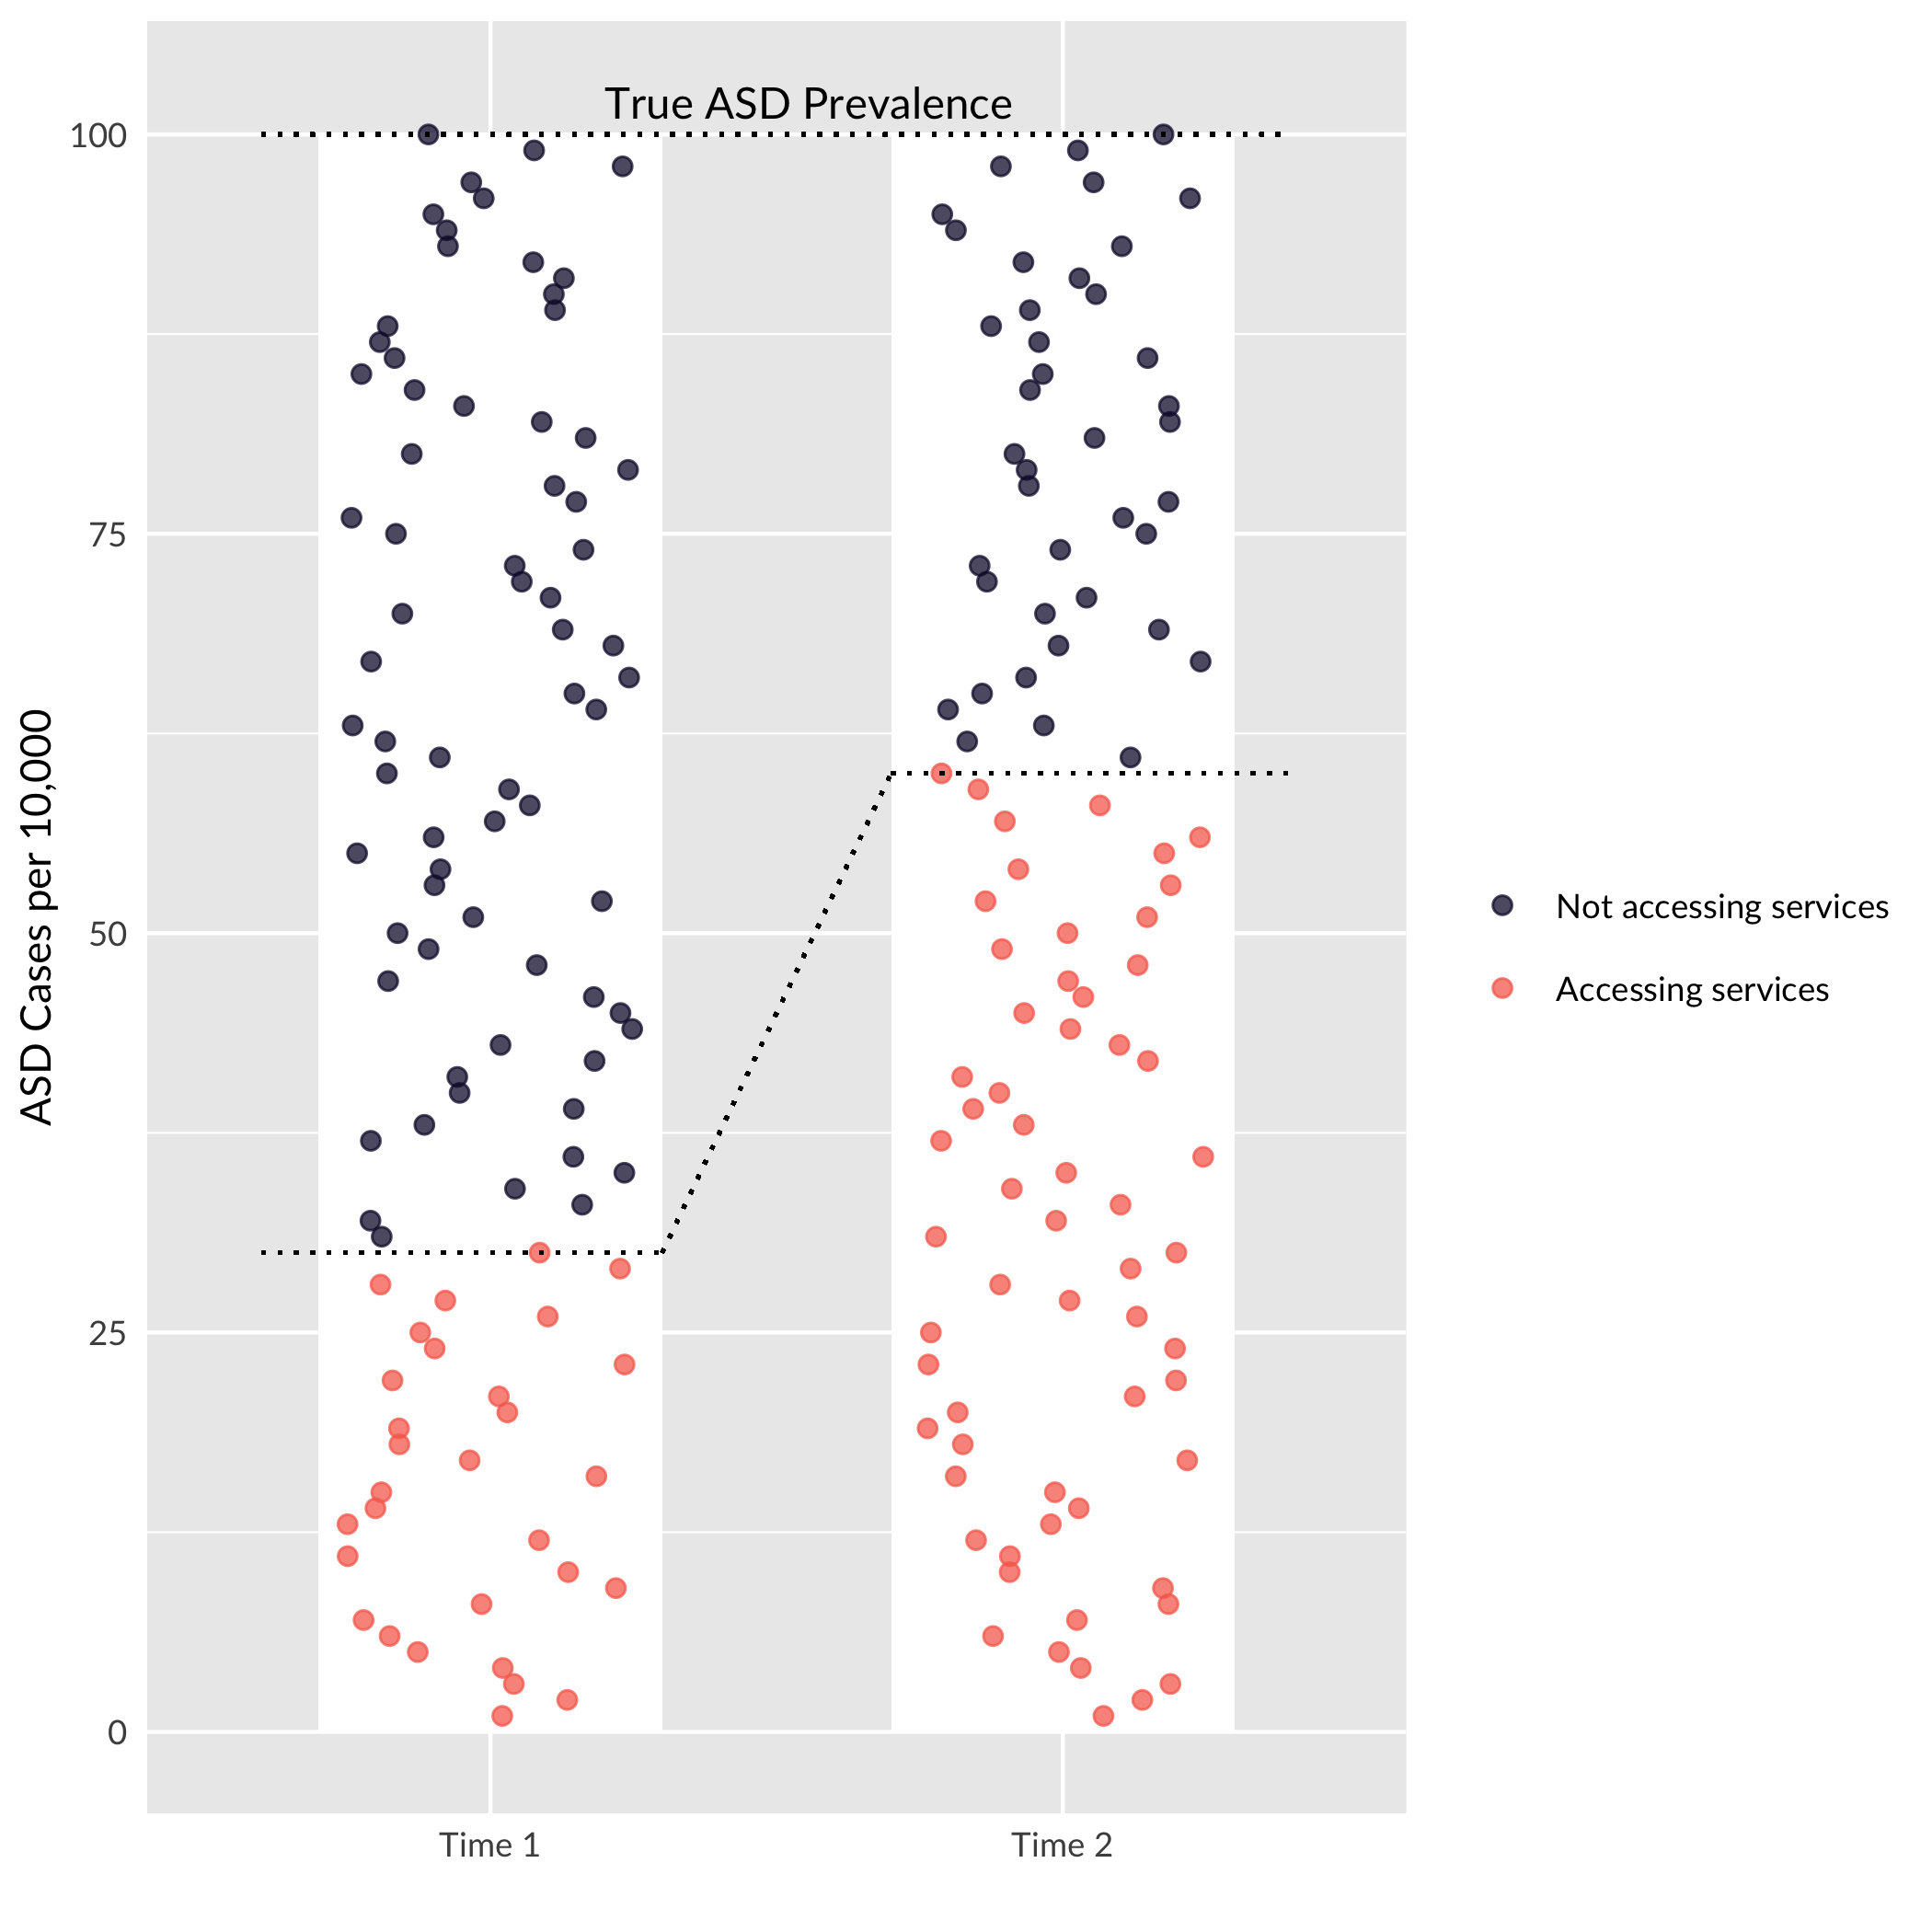 True ASD Prevalence
100
75
50
25
0
ASD Cases per 10,000
Time 1
Time 2
Not accessing services
Accessing services